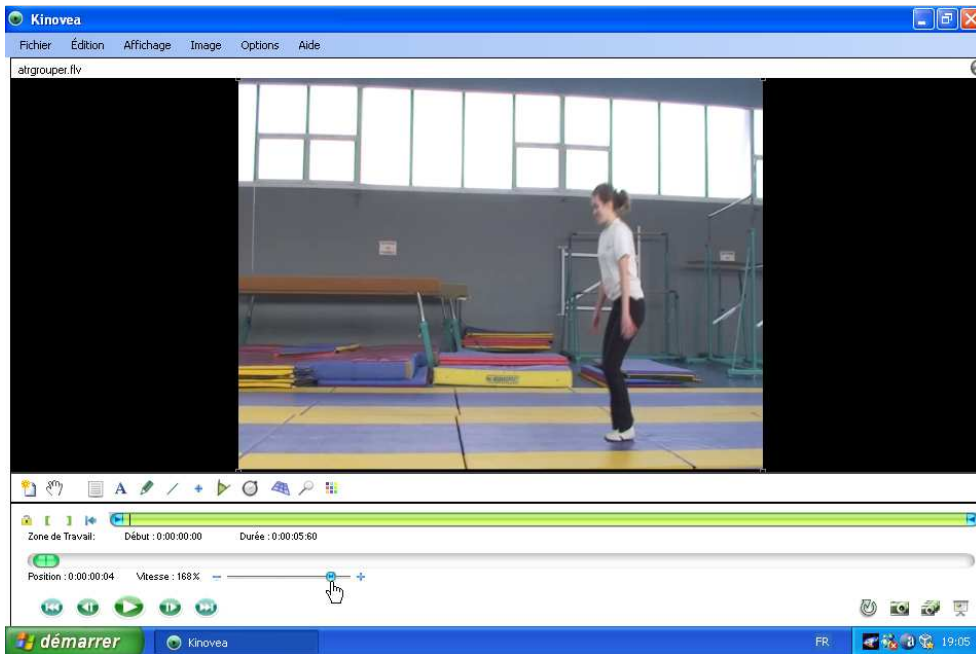 Kinovea
Fichier Édition Affichage Image Options Aide
atrgrouper.flv
A
Zone de Travail: Début : 0:00:00:00 Durée : 0:00:05:60
Position : 0:00:00:04 Vitesse : 168%
démarrer Kinovea FR 19:05